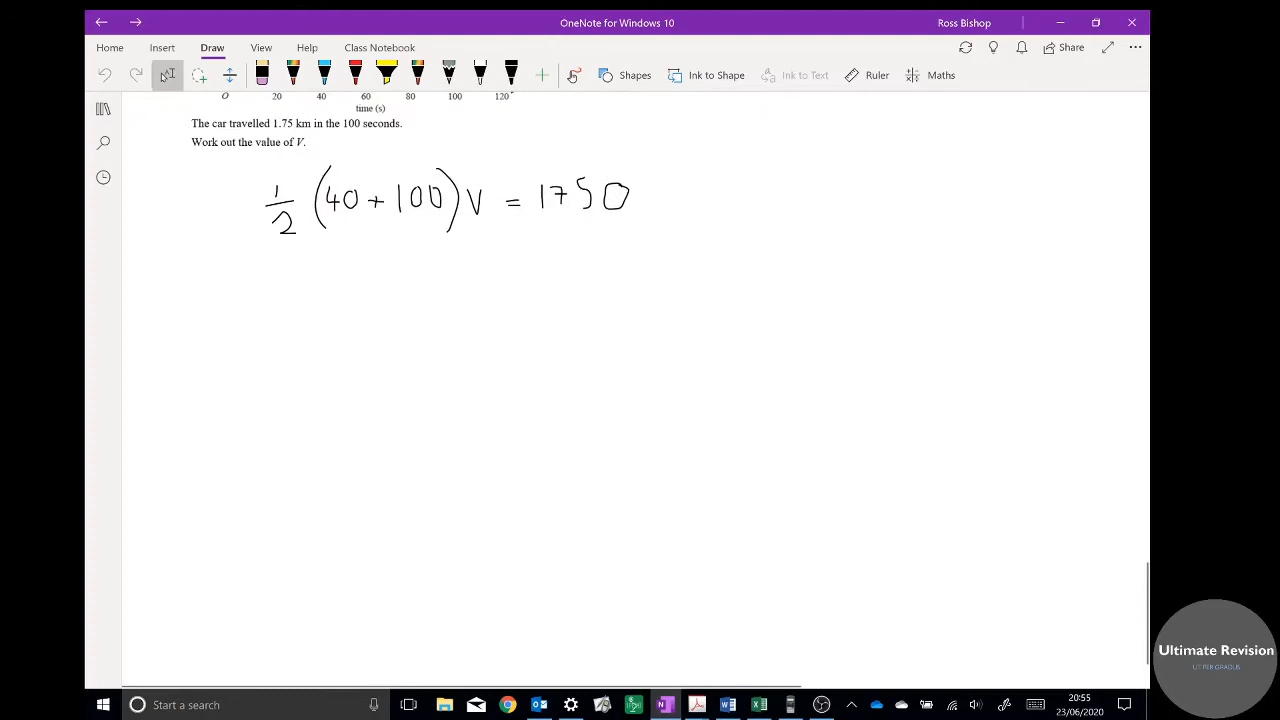 OneNote for Windows 10
Ross Bishop
Home Insert Draw View Help Class Notebook
Share
Shapes Ink to Shape Ink to Text Ruler Maths
O 20 40 60 80 100 120
time (s)
The car travelled 1.75 km in the 100 seconds.
Work out the value of V.
1/2 (40 + 100) V = 1750
Ultimate Revision
UT PER GRADUS
Start a search
20:55
23/06/2020